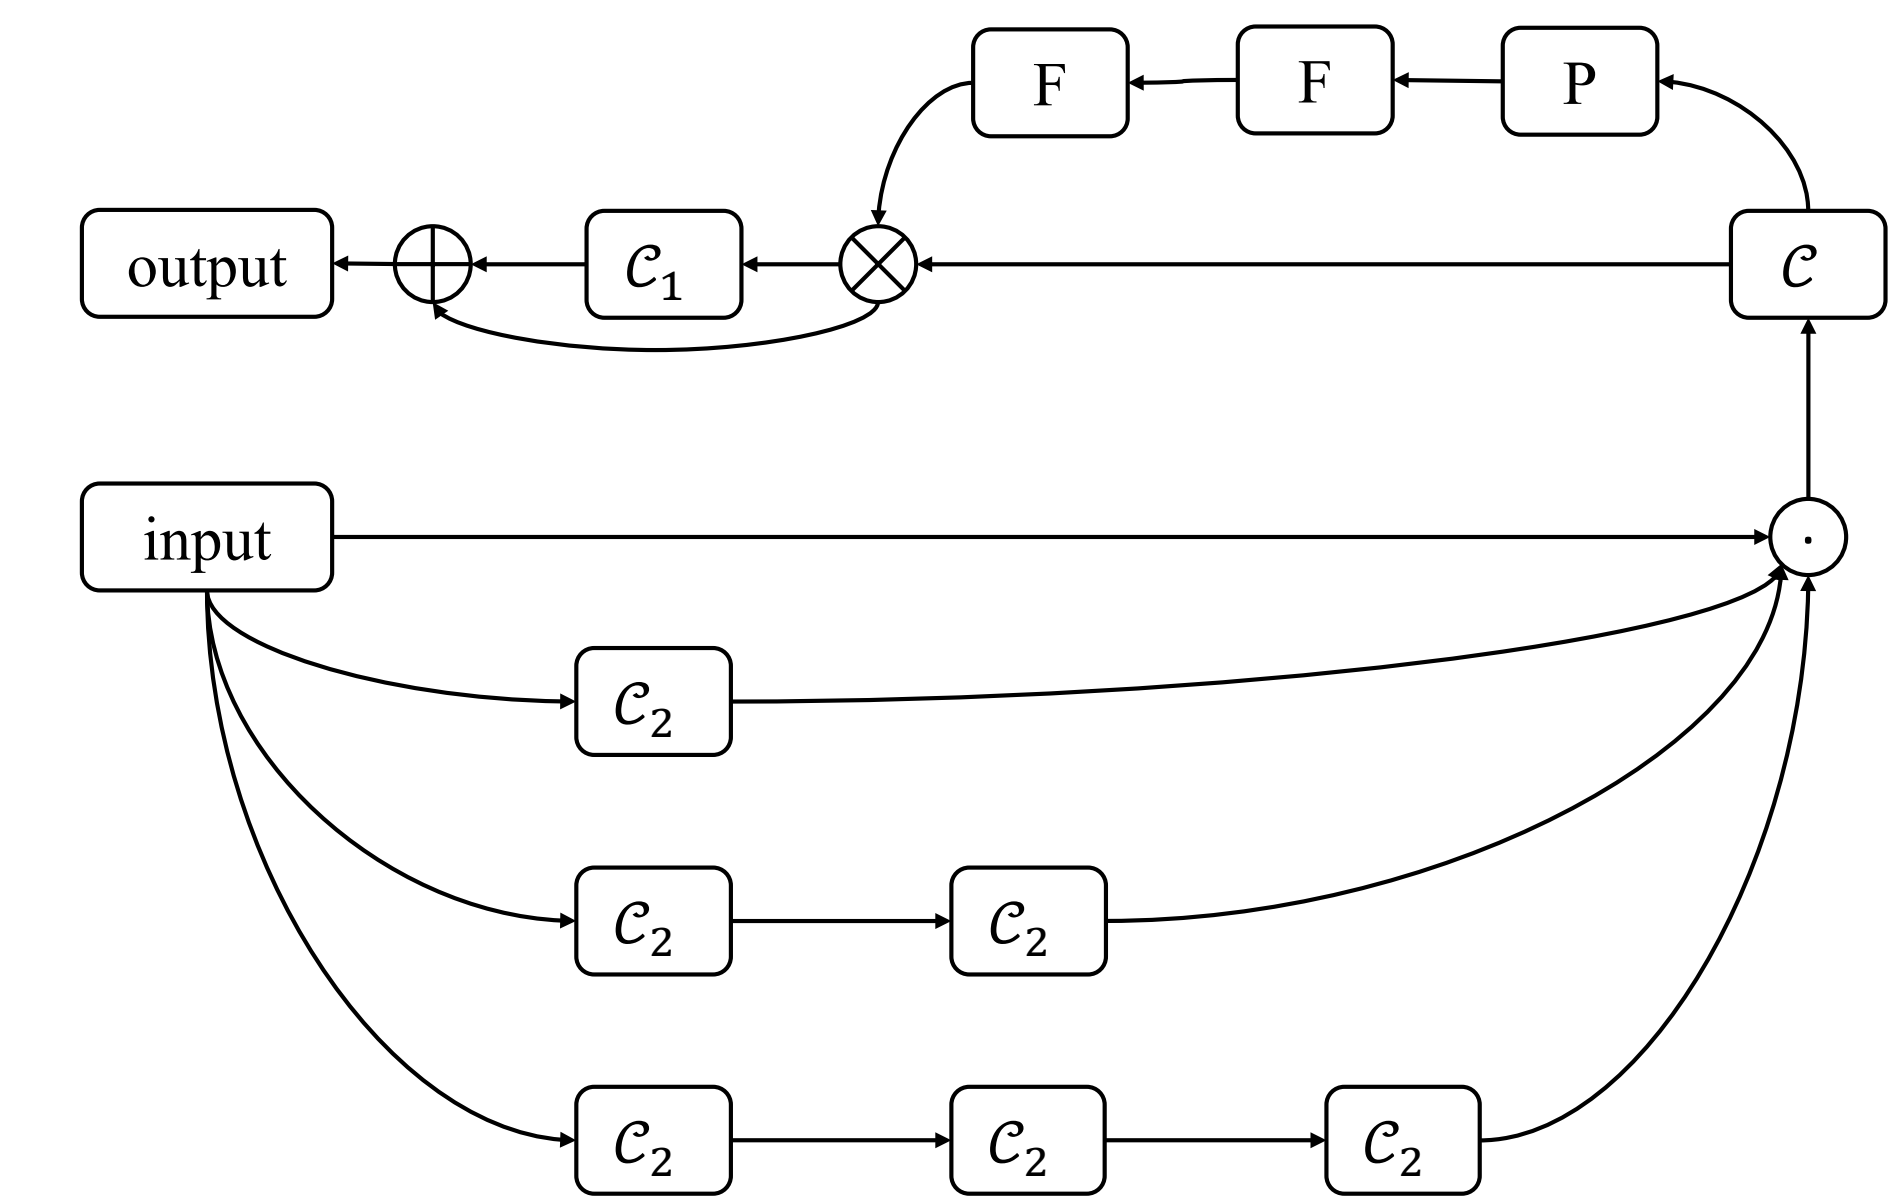 F F P
output 𝒞₁ 𝒞
input .
𝒞₂
𝒞₂ 𝒞₂
𝒞₂ 𝒞₂ 𝒞₂